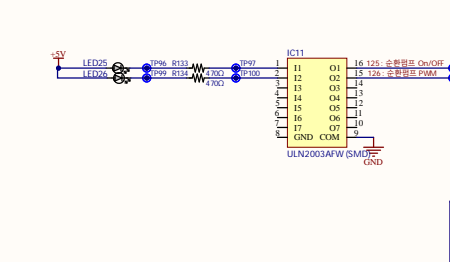 +5V
LED25 TP96 R133 470Ω TP97
LED26 TP99 R134 470Ω TP100
IC11
1 I1 O1 16 125 : 순환펌프 On/OFF
2 I2 O2 15 126 : 순환펌프 PWM
3 I3 O3 14
4 I4 O4 13
5 I5 O5 12
6 I6 O6 11
7 I7 O7 10
8 GND COM 9
ULN2003AFW (SMD)
GND